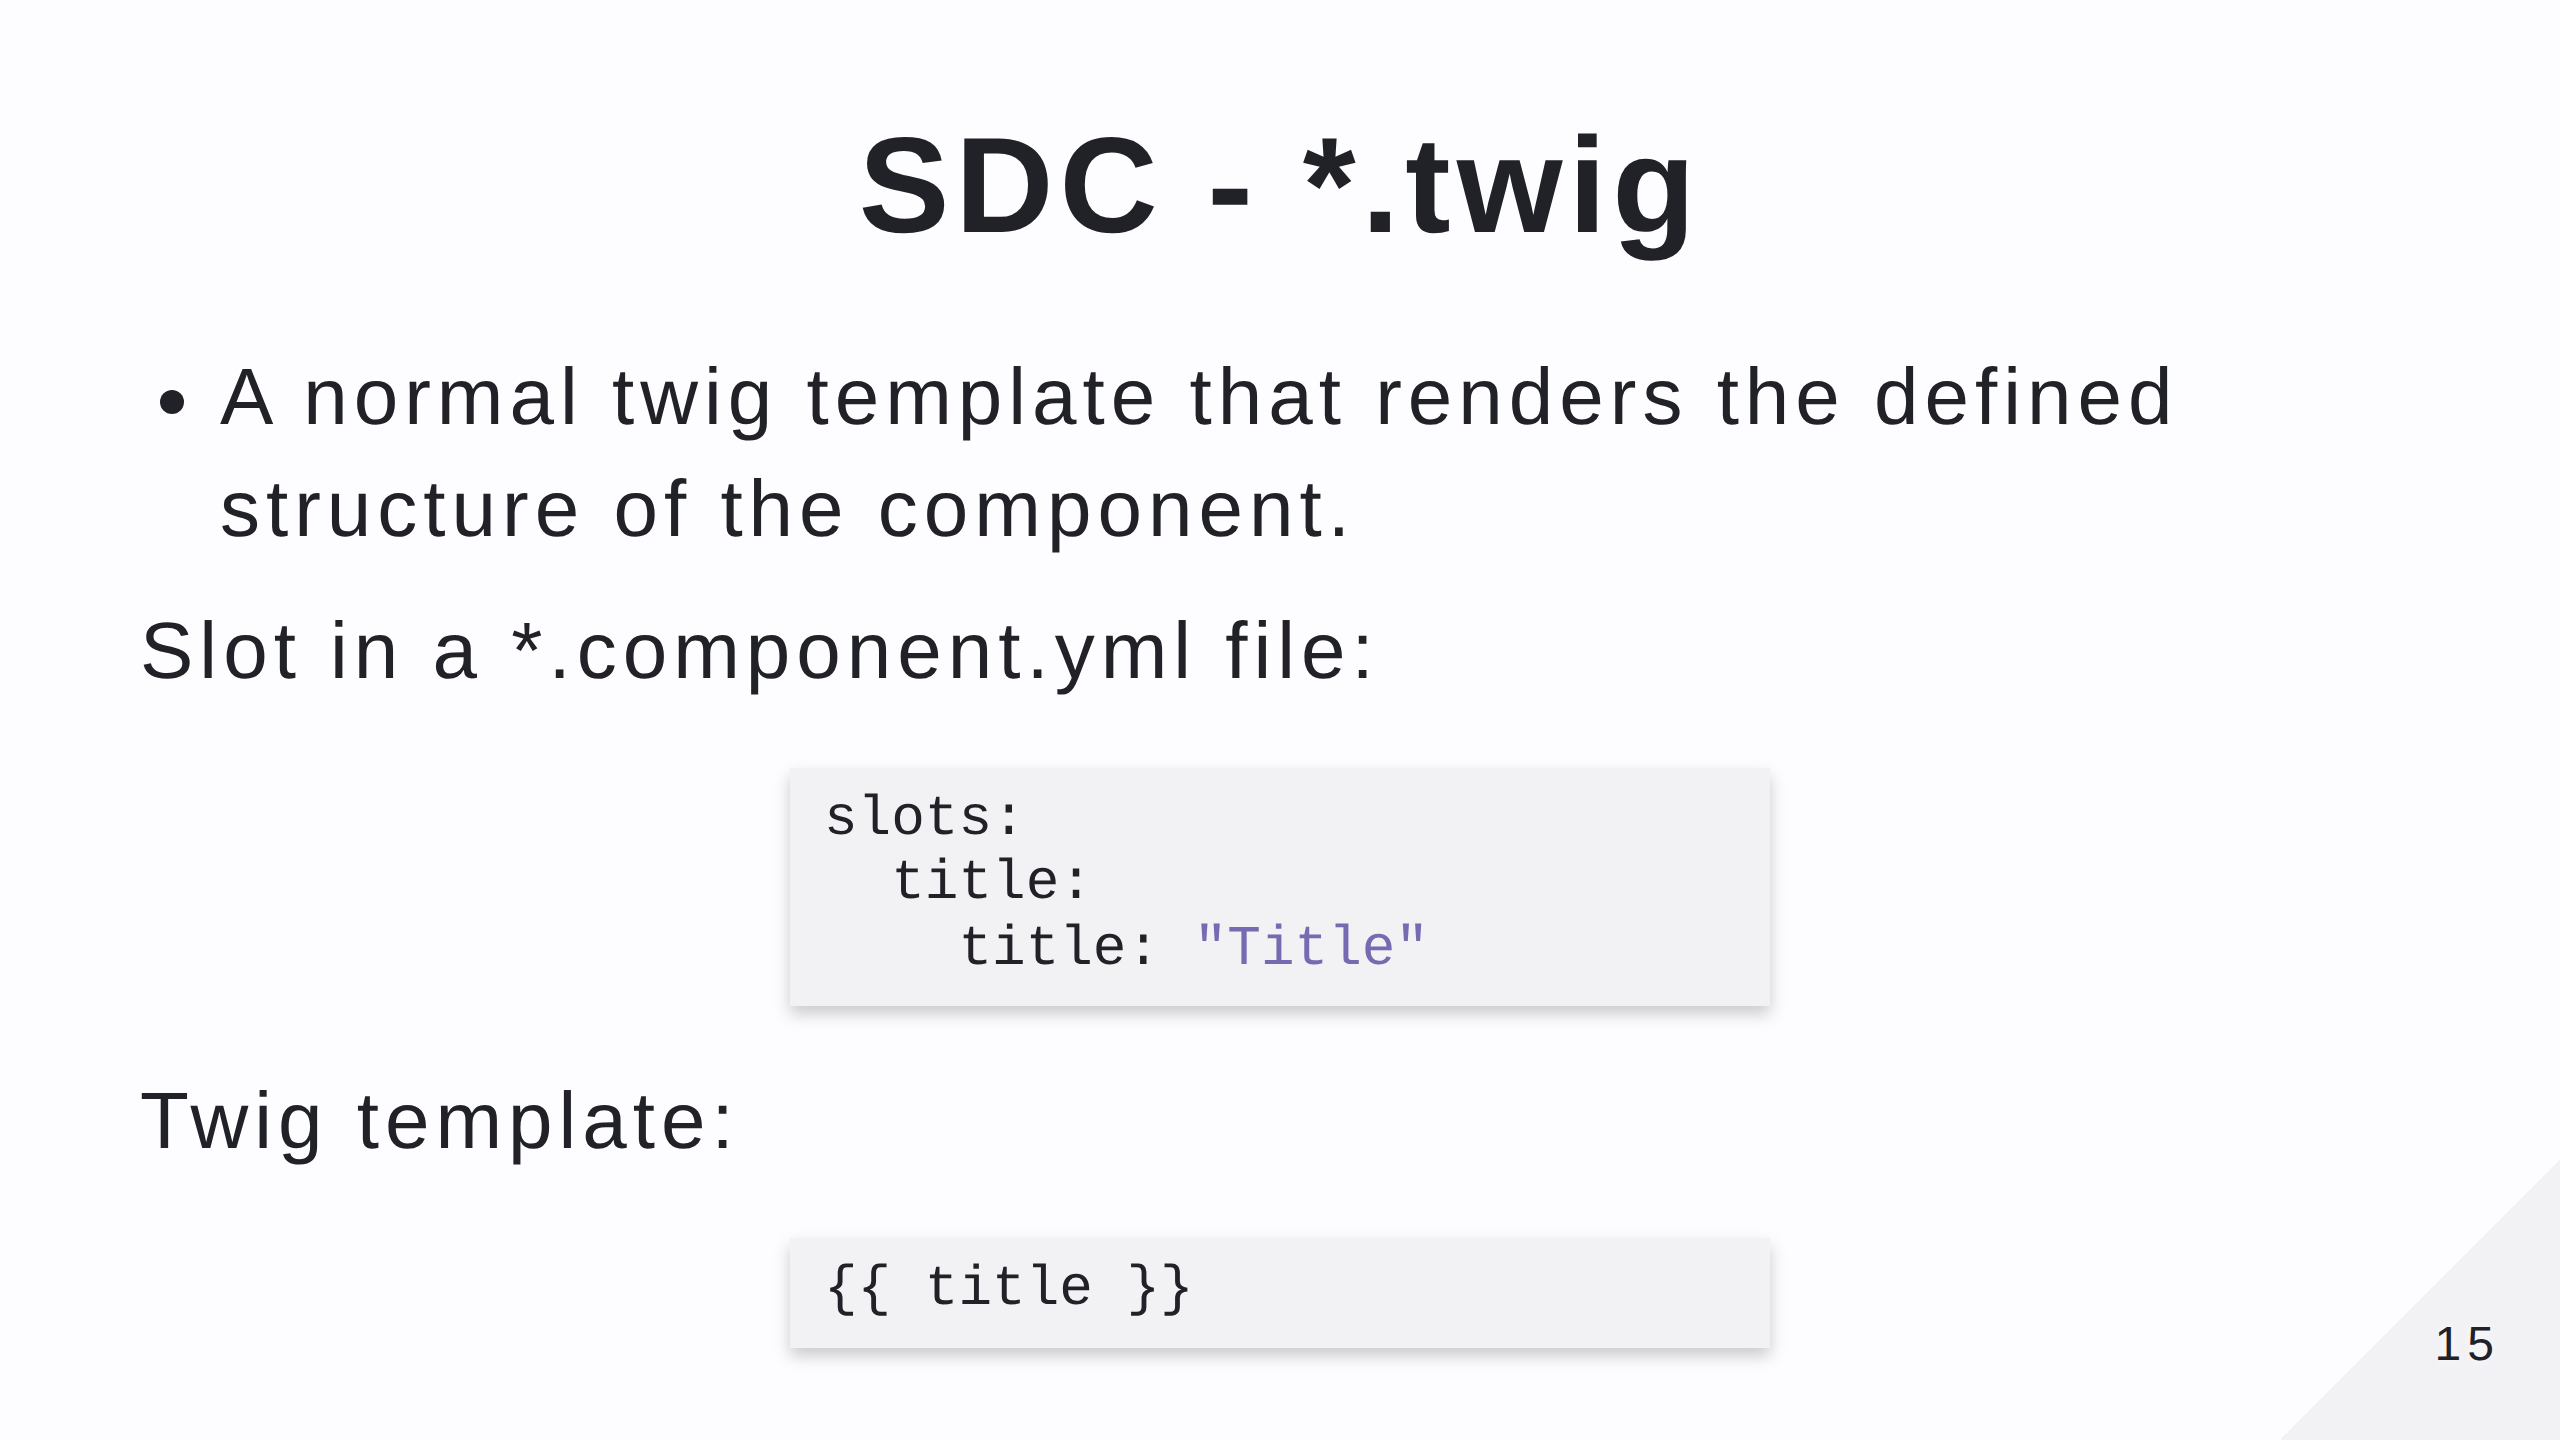 SDC - *.twig
• A normal twig template that renders the defined
structure of the component.
Slot in a *.component.yml file:
slots:
  title:
    title: "Title"
Twig template:
{{ title }}
15